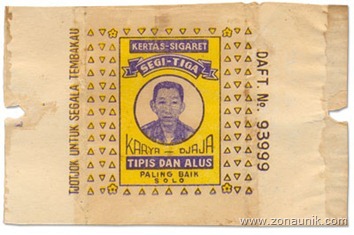 TJOTJOK UNTUK SEGALA TEMBAKAU
KERTAS-SIGARET
SEGI-TIGA
KARYA - DJAJA
TIPIS DAN ALUS
PALING BAIK
SOLO
DAFT. No. 93999
www.zonaunik.com